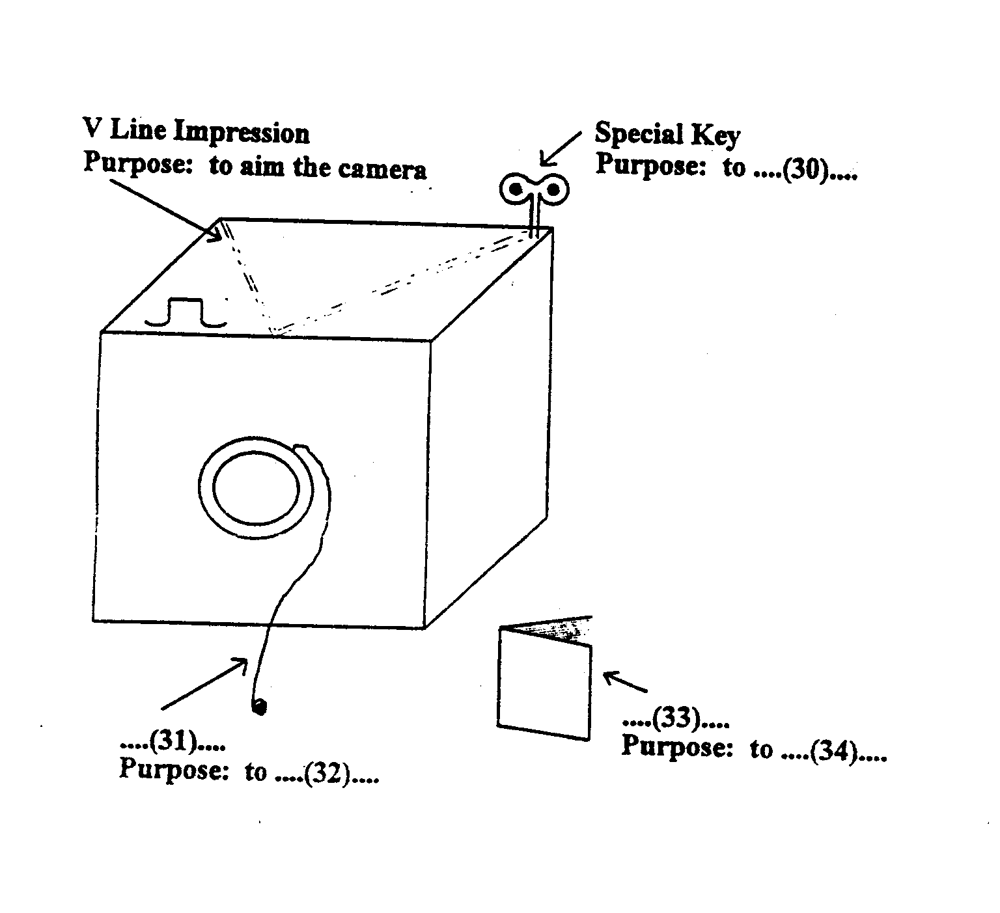 V Line Impression
Purpose: to aim the camera
Special Key
Purpose: to ....(30)....
....(31)....
Purpose: to ....(32)....
....(33)....
Purpose: to ....(34)....